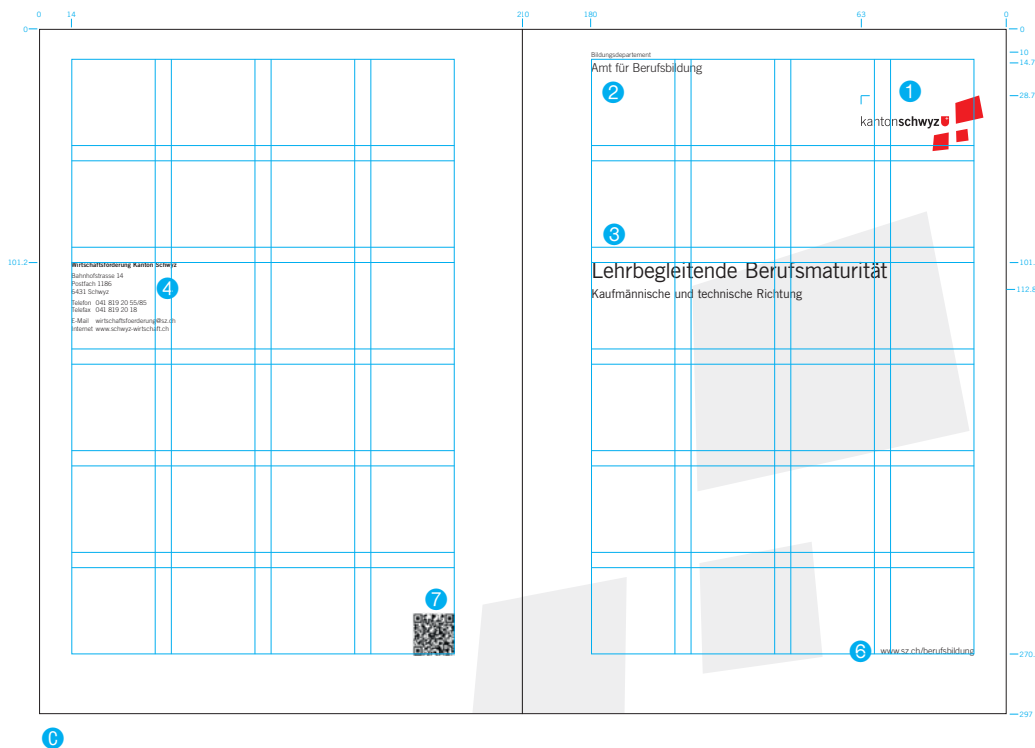 0 14 210 180 63 0
0 0
10
14.7
28.7
Bildungsdepartement
Amt für Berufsbildung
2
1
kantonschwyz
3
101.2
Wirtschaftsförderung Kanton Schwyz
Bahnhofstrasse 14
Postfach 1186
6431 Schwyz
4
Telefon 041 819 20 55/85
Telefax 041 819 20 18
E-Mail wirtschaftsfoerderung@sz.ch
Internet www.schwyz-wirtschaft.ch
Lehrbegleitende Berufsmaturität
Kaufmännische und technische Richtung
112.8
7
6
www.sz.ch/berufsbildung
297
C